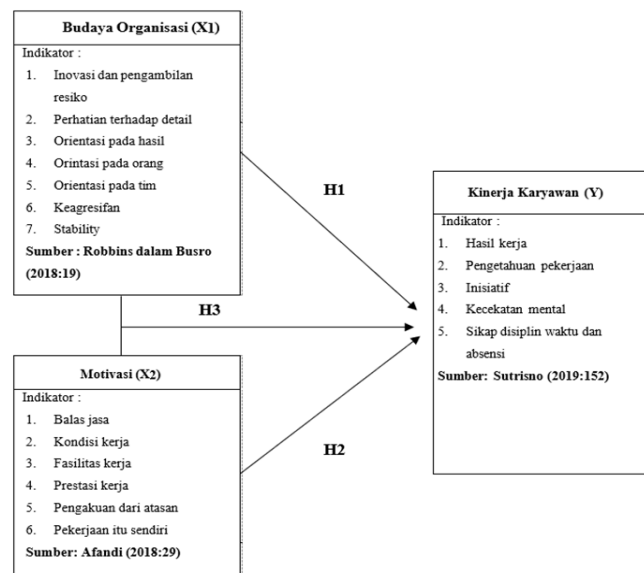 Budaya Organisasi (X1)
Indikator :
1. Inovasi dan pengambilan
resiko
2. Perhatian terhadap detail
3. Orientasi pada hasil
4. Orintasi pada orang
5. Orientasi pada tim
6. Keagresifan
7. Stability
Sumber : Robbins dalam Busro
(2018:19)
H1
H3
Motivasi (X2)
Indikator :
1. Balas jasa
2. Kondisi kerja
3. Fasilitas kerja
4. Prestasi kerja
5. Pengakuan dari atasan
6. Pekerjaan itu sendiri
Sumber: Afandi (2018:29)
H2
Kinerja Karyawan (Y)
Indikator :
1. Hasil kerja
2. Pengetahuan pekerjaan
3. Inisiatif
4. Kecekatan mental
5. Sikap disiplin waktu dan
absensi
Sumber: Sutrisno (2019:152)